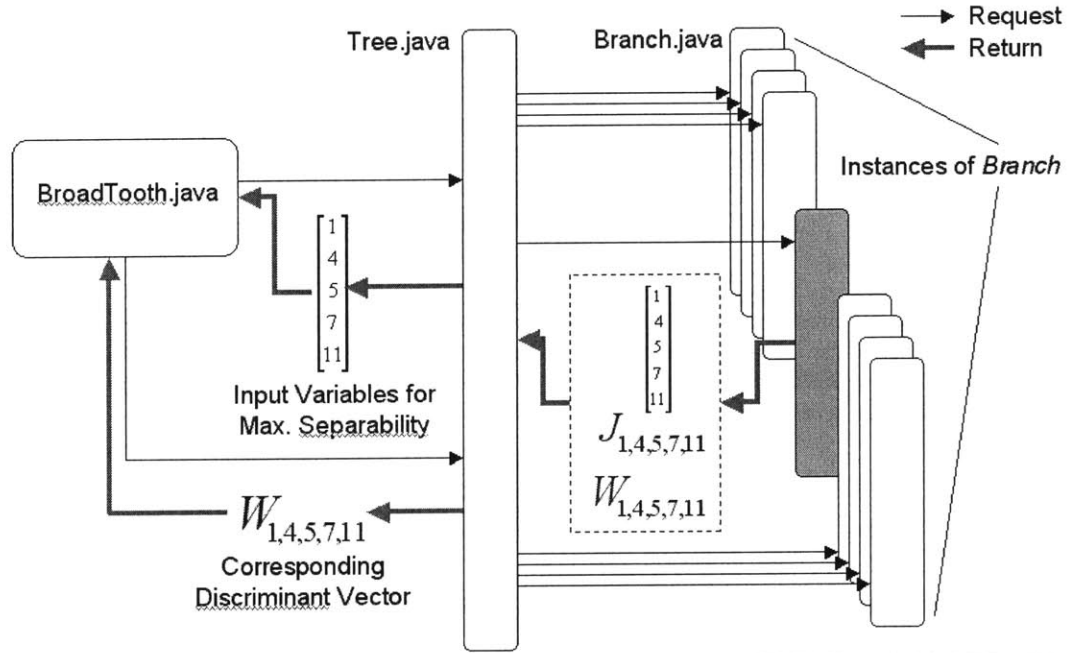 Request
Return
Tree.java
Branch.java
Instances of Branch
BroadTooth.java
1
4
5
7
11
Input Variables for
Max. Separability
1
4
5
7
11
J1,4,5,7,11
W1,4,5,7,11
W1,4,5,7,11
Corresponding
Discriminant Vector